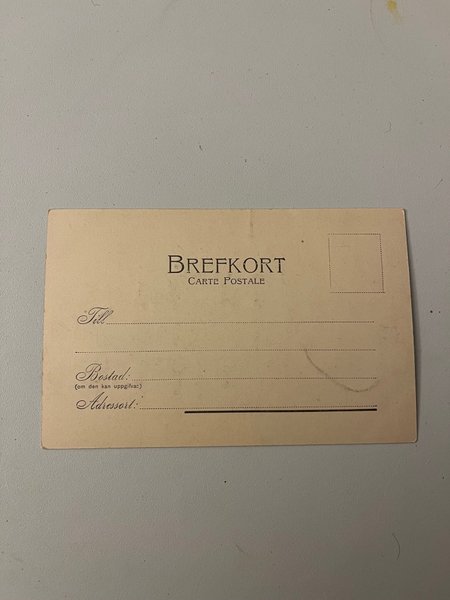 BREFKORT
CARTE POSTALE
Till
Bostad:
(om den kan uppgifvas)
Adressort: